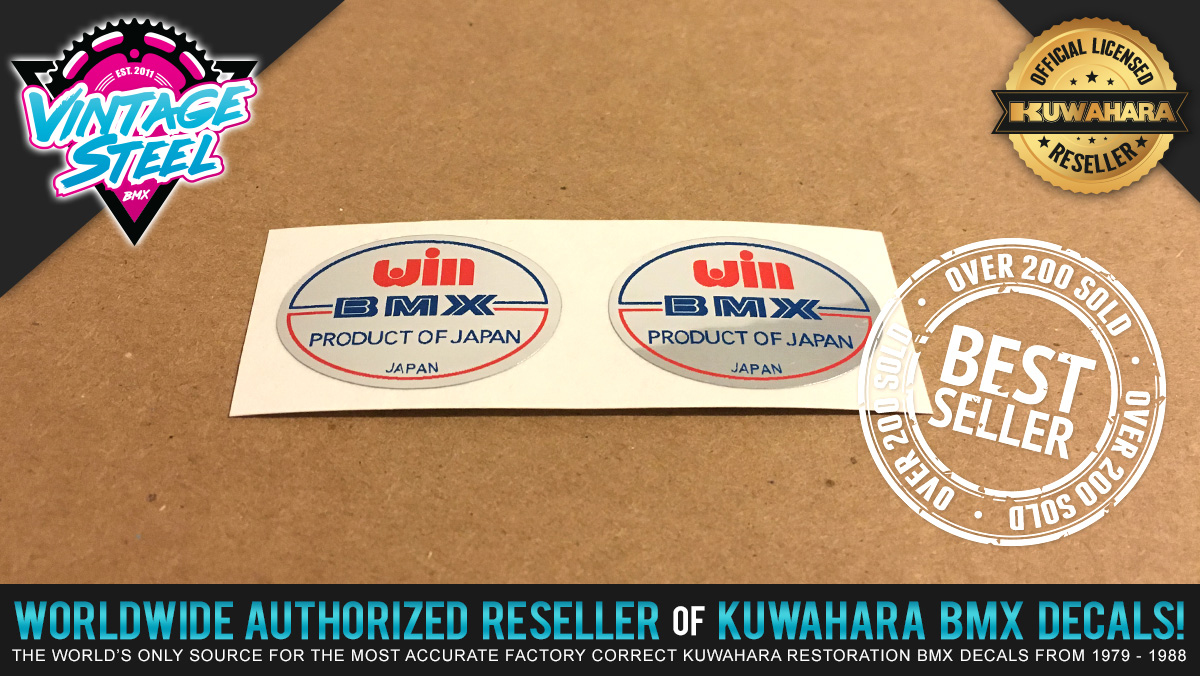 EST. 2011
VINTAGE
STEEL
BMX
OFFICIAL LICENSED
KUWAHARA
RESELLER
win
BMX
PRODUCT OF JAPAN
JAPAN
win
BMX
PRODUCT OF JAPAN
JAPAN
OVER 200 SOLD • OVER 200 SOLD • OVER 200 SOLD • OVER 200 SOLD •
BEST
SELLER
WORLDWIDE AUTHORIZED RESELLER OF KUWAHARA BMX DECALS!
THE WORLD'S ONLY SOURCE FOR THE MOST ACCURATE FACTORY CORRECT KUWAHARA RESTORATION BMX DECALS FROM 1979 - 1988